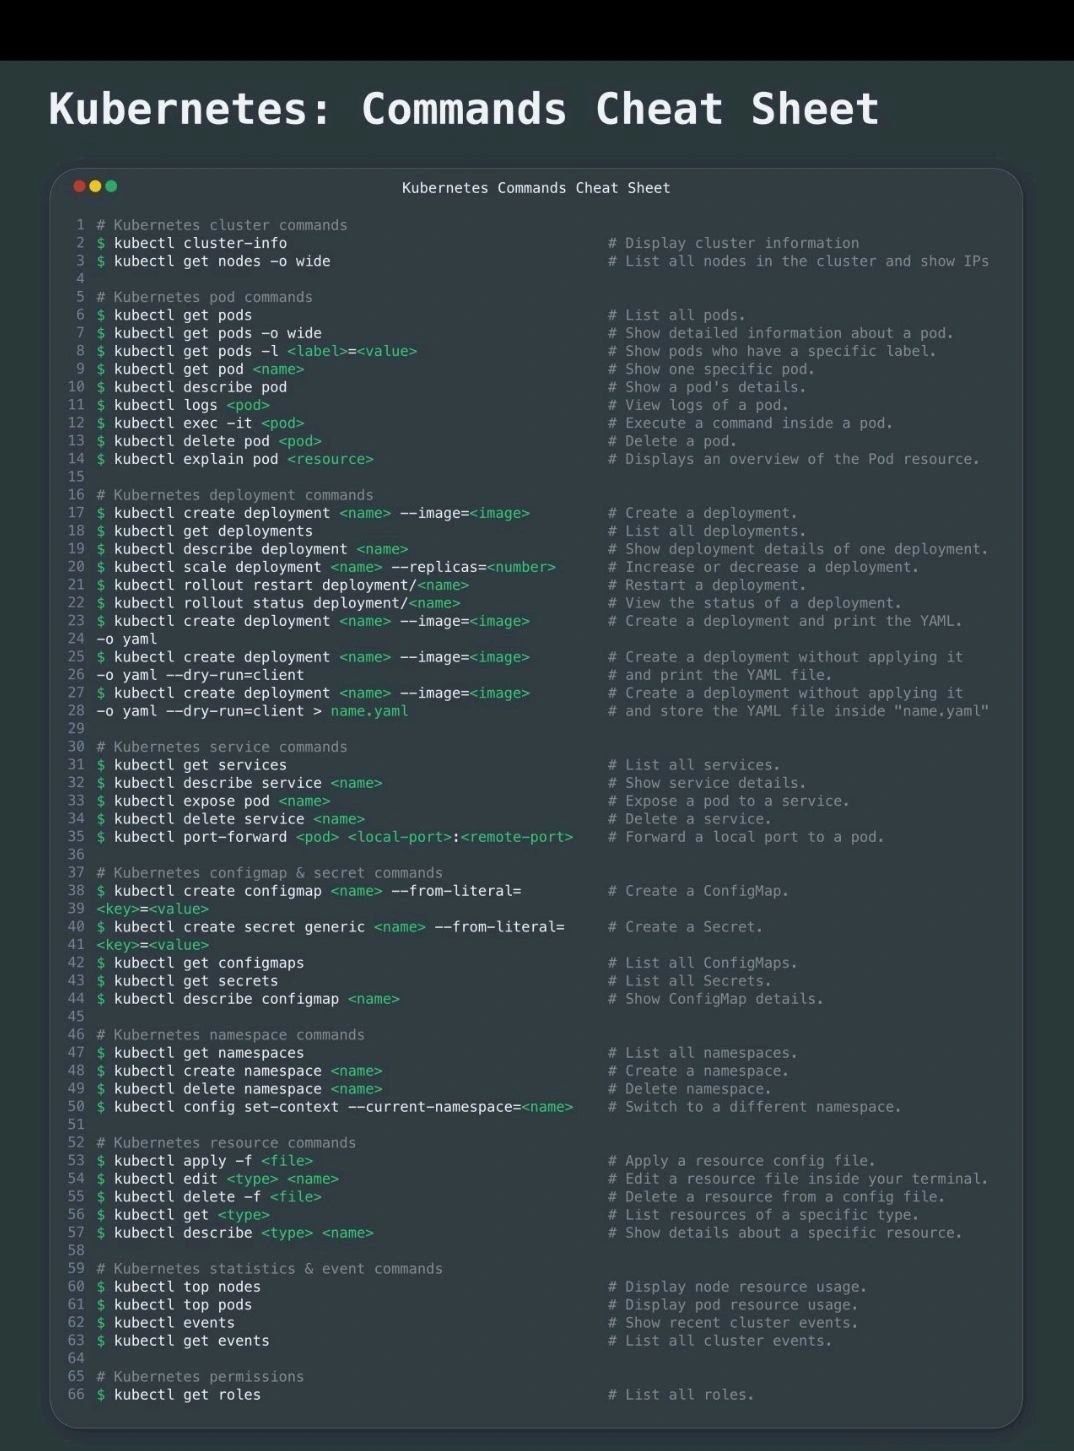 Kubernetes: Commands Cheat Sheet
Kubernetes Commands Cheat Sheet
1 # Kubernetes cluster commands
2 $ kubectl cluster-info # Display cluster information
3 $ kubectl get nodes -o wide # List all nodes in the cluster and show IPs
4
5 # Kubernetes pod commands
6 $ kubectl get pods # List all pods.
7 $ kubectl get pods -o wide # Show detailed information about a pod.
8 $ kubectl get pods -l <label>=<value> # Show pods who have a specific label.
9 $ kubectl get pod <name> # Show one specific pod.
10 $ kubectl describe pod # Show a pod's details.
11 $ kubectl logs <pod> # View logs of a pod.
12 $ kubectl exec -it <pod> # Execute a command inside a pod.
13 $ kubectl delete pod <pod> # Delete a pod.
14 $ kubectl explain pod <resource> # Displays an overview of the Pod resource.
15
16 # Kubernetes deployment commands
17 $ kubectl create deployment <name> --image=<image> # Create a deployment.
18 $ kubectl get deployments # List all deployments.
19 $ kubectl describe deployment <name> # Show deployment details of one deployment.
20 $ kubectl scale deployment <name> --replicas=<number> # Increase or decrease a deployment.
21 $ kubectl rollout restart deployment/<name> # Restart a deployment.
22 $ kubectl rollout status deployment/<name> # View the status of a deployment.
23 $ kubectl create deployment <name> --image=<image> # Create a deployment and print the YAML.
24 -o yaml
25 $ kubectl create deployment <name> --image=<image> # Create a deployment without applying it
26 -o yaml --dry-run=client # and print the YAML file.
27 $ kubectl create deployment <name> --image=<image> # Create a deployment without applying it
28 -o yaml --dry-run=client > name.yaml # and store the YAML file inside "name.yaml"
29
30 # Kubernetes service commands
31 $ kubectl get services # List all services.
32 $ kubectl describe service <name> # Show service details.
33 $ kubectl expose pod <name> # Expose a pod to a service.
34 $ kubectl delete service <name> # Delete a service.
35 $ kubectl port-forward <pod> <local-port>:<remote-port> # Forward a local port to a pod.
36
37 # Kubernetes configmap & secret commands
38 $ kubectl create configmap <name> --from-literal= # Create a ConfigMap.
39 <key>=<value>
40 $ kubectl create secret generic <name> --from-literal= # Create a Secret.
41 <key>=<value>
42 $ kubectl get configmaps # List all ConfigMaps.
43 $ kubectl get secrets # List all Secrets.
44 $ kubectl describe configmap <name> # Show ConfigMap details.
45
46 # Kubernetes namespace commands
47 $ kubectl get namespaces # List all namespaces.
48 $ kubectl create namespace <name> # Create a namespace.
49 $ kubectl delete namespace <name> # Delete namespace.
50 $ kubectl config set-context --current-namespace=<name> # Switch to a different namespace.
51
52 # Kubernetes resource commands
53 $ kubectl apply -f <file> # Apply a resource config file.
54 $ kubectl edit <type> <name> # Edit a resource file inside your terminal.
55 $ kubectl delete -f <file> # Delete a resource from a config file.
56 $ kubectl get <type> # List resources of a specific type.
57 $ kubectl describe <type> <name> # Show details about a specific resource.
58
59 # Kubernetes statistics & event commands
60 $ kubectl top nodes # Display node resource usage.
61 $ kubectl top pods # Display pod resource usage.
62 $ kubectl events # Show recent cluster events.
63 $ kubectl get events # List all cluster events.
64
65 # Kubernetes permissions
66 $ kubectl get roles # List all roles.